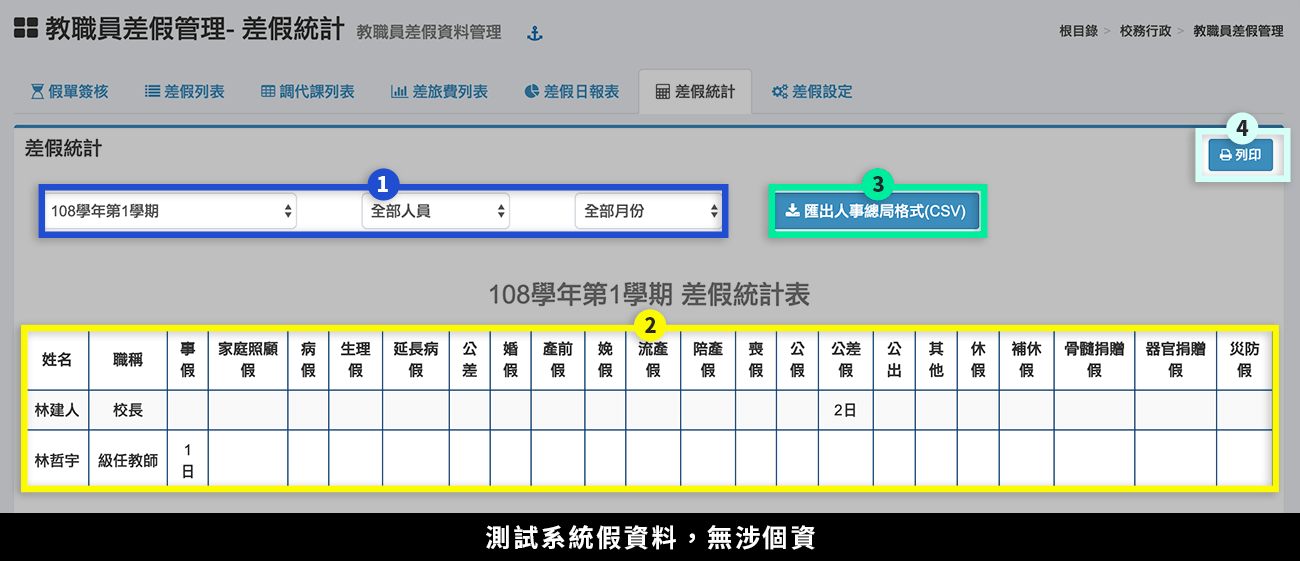 教職員差假管理- 差假統計 教職員差假資料管理
根目錄 > 校務行政 > 教職員差假管理
假單簽核 差假列表 調代課列表 差旅費列表 差假日報表 差假統計 差假設定
4
差假統計
列印
1 3
108學年第1學期 全部人員 全部月份 匯出人事總局格式(CSV)
108學年第1學期 差假統計表
2
姓名 職稱 事假 家庭照顧假 病假 生理假 延長病假 公差 婚假 產前假 娩假 流產假 陪產假 喪假 公假 公差假 公出 其他 休假 補休假 骨髓捐贈假 器官捐贈假 災防假
林建人 校長 2日
林哲宇 級任教師 1日
測試系統假資料，無涉個資